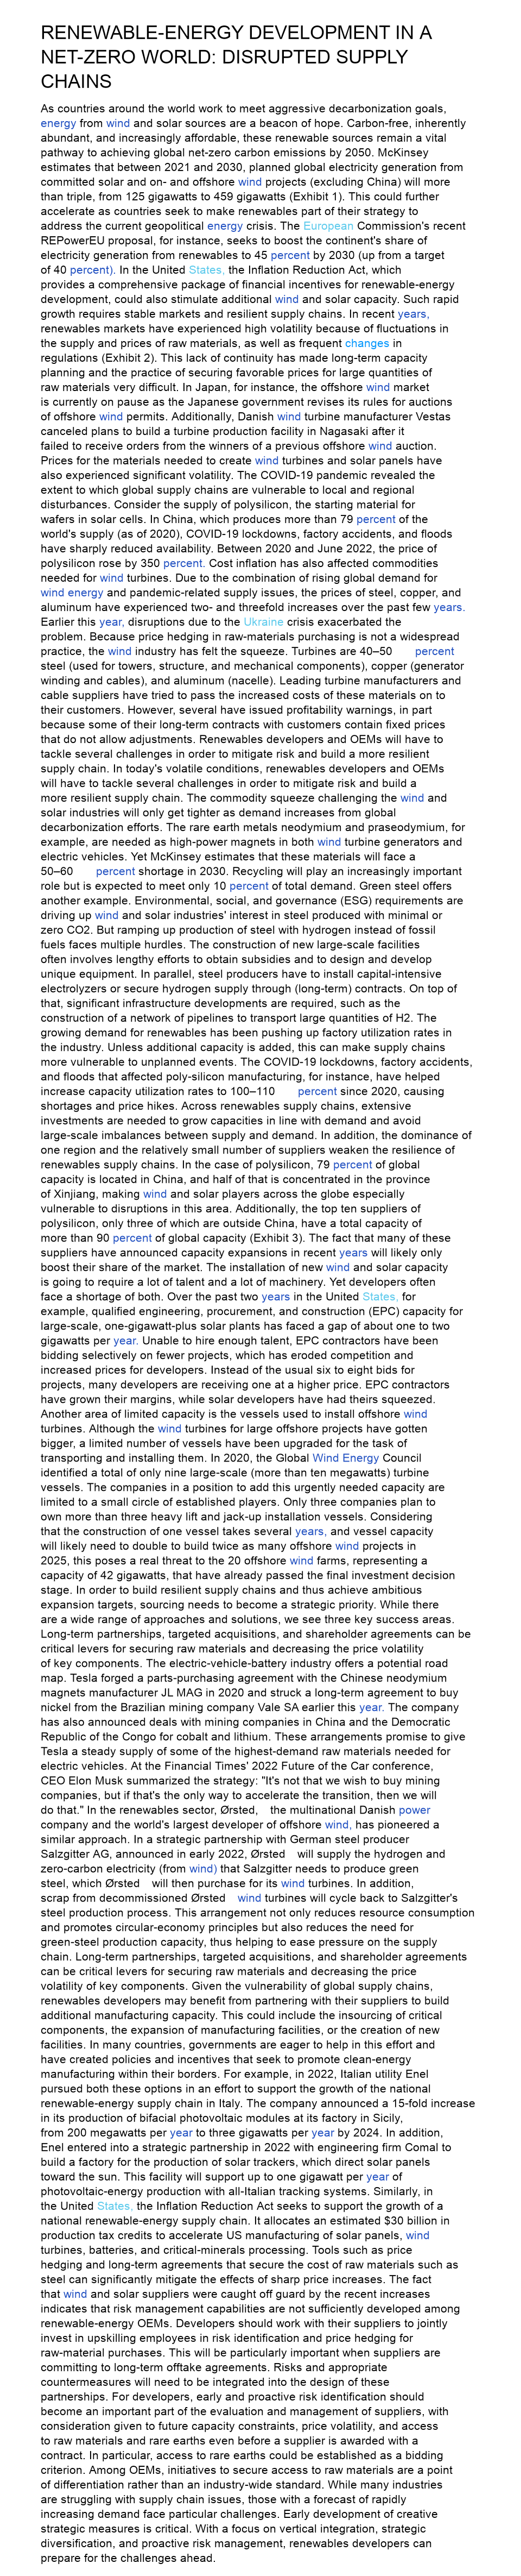 RENEWABLE-ENERGY DEVELOPMENT IN A
NET-ZERO WORLD: DISRUPTED SUPPLY
CHAINS
As countries around the world work to meet aggressive decarbonization goals,
energy from wind and solar sources are a beacon of hope. Carbon-free, inherently
abundant, and increasingly affordable, these renewable sources remain a vital
pathway to achieving global net-zero carbon emissions by 2050. McKinsey
estimates that between 2021 and 2030, planned global electricity generation from
committed solar and on- and offshore wind projects (excluding China) will more
than triple, from 125 gigawatts to 459 gigawatts (Exhibit 1). This could further
accelerate as countries seek to make renewables part of their strategy to
address the current geopolitical energy crisis. The European Commission's recent
REPowerEU proposal, for instance, seeks to boost the continent's share of
electricity generation from renewables to 45 percent by 2030 (up from a target
of 40 percent). In the United States, the Inflation Reduction Act, which
provides a comprehensive package of financial incentives for renewable-energy
development, could also stimulate additional wind and solar capacity. Such rapid
growth requires stable markets and resilient supply chains. In recent years,
renewables markets have experienced high volatility because of fluctuations in
the supply and prices of raw materials, as well as frequent changes in
regulations (Exhibit 2). This lack of continuity has made long-term capacity
planning and the practice of securing favorable prices for large quantities of
raw materials very difficult. In Japan, for instance, the offshore wind market
is currently on pause as the Japanese government revises its rules for auctions
of offshore wind permits. Additionally, Danish wind turbine manufacturer Vestas
canceled plans to build a turbine production facility in Nagasaki after it
failed to receive orders from the winners of a previous offshore wind auction.
Prices for the materials needed to create wind turbines and solar panels have
also experienced significant volatility. The COVID-19 pandemic revealed the
extent to which global supply chains are vulnerable to local and regional
disturbances. Consider the supply of polysilicon, the starting material for
wafers in solar cells. In China, which produces more than 79 percent of the
world's supply (as of 2020), COVID-19 lockdowns, factory accidents, and floods
have sharply reduced availability. Between 2020 and June 2022, the price of
polysilicon rose by 350 percent. Cost inflation has also affected commodities
needed for wind turbines. Due to the combination of rising global demand for
wind energy and pandemic-related supply issues, the prices of steel, copper, and
aluminum have experienced two- and threefold increases over the past few years.
Earlier this year, disruptions due to the Ukraine crisis exacerbated the
problem. Because price hedging in raw-materials purchasing is not a widespread
practice, the wind industry has felt the squeeze. Turbines are 40–50 percent
steel (used for towers, structure, and mechanical components), copper (generator
winding and cables), and aluminum (nacelle). Leading turbine manufacturers and
cable suppliers have tried to pass the increased costs of these materials on to
their customers. However, several have issued profitability warnings, in part
because some of their long-term contracts with customers contain fixed prices
that do not allow adjustments. Renewables developers and OEMs will have to
tackle several challenges in order to mitigate risk and build a more resilient
supply chain. In today's volatile conditions, renewables developers and OEMs
will have to tackle several challenges in order to mitigate risk and build a
more resilient supply chain. The commodity squeeze challenging the wind and
solar industries will only get tighter as demand increases from global
decarbonization efforts. The rare earth metals neodymium and praseodymium, for
example, are needed as high-power magnets in both wind turbine generators and
electric vehicles. Yet McKinsey estimates that these materials will face a
50–60 percent shortage in 2030. Recycling will play an increasingly important
role but is expected to meet only 10 percent of total demand. Green steel offers
another example. Environmental, social, and governance (ESG) requirements are
driving up wind and solar industries' interest in steel produced with minimal or
zero CO2. But ramping up production of steel with hydrogen instead of fossil
fuels faces multiple hurdles. The construction of new large-scale facilities
often involves lengthy efforts to obtain subsidies and to design and develop
unique equipment. In parallel, steel producers have to install capital-intensive
electrolyzers or secure hydrogen supply through (long-term) contracts. On top of
that, significant infrastructure developments are required, such as the
construction of a network of pipelines to transport large quantities of H2. The
growing demand for renewables has been pushing up factory utilization rates in
the industry. Unless additional capacity is added, this can make supply chains
more vulnerable to unplanned events. The COVID-19 lockdowns, factory accidents,
and floods that affected poly-silicon manufacturing, for instance, have helped
increase capacity utilization rates to 100–110 percent since 2020, causing
shortages and price hikes. Across renewables supply chains, extensive
investments are needed to grow capacities in line with demand and avoid
large-scale imbalances between supply and demand. In addition, the dominance of
one region and the relatively small number of suppliers weaken the resilience of
renewables supply chains. In the case of polysilicon, 79 percent of global
capacity is located in China, and half of that is concentrated in the province
of Xinjiang, making wind and solar players across the globe especially
vulnerable to disruptions in this area. Additionally, the top ten suppliers of
polysilicon, only three of which are outside China, have a total capacity of
more than 90 percent of global capacity (Exhibit 3). The fact that many of these
suppliers have announced capacity expansions in recent years will likely only
boost their share of the market. The installation of new wind and solar capacity
is going to require a lot of talent and a lot of machinery. Yet developers often
face a shortage of both. Over the past two years in the United States, for
example, qualified engineering, procurement, and construction (EPC) capacity for
large-scale, one-gigawatt-plus solar plants has faced a gap of about one to two
gigawatts per year. Unable to hire enough talent, EPC contractors have been
bidding selectively on fewer projects, which has eroded competition and
increased prices for developers. Instead of the usual six to eight bids for
projects, many developers are receiving one at a higher price. EPC contractors
have grown their margins, while solar developers have had theirs squeezed.
Another area of limited capacity is the vessels used to install offshore wind
turbines. Although the wind turbines for large offshore projects have gotten
bigger, a limited number of vessels have been upgraded for the task of
transporting and installing them. In 2020, the Global Wind Energy Council
identified a total of only nine large-scale (more than ten megawatts) turbine
vessels. The companies in a position to add this urgently needed capacity are
limited to a small circle of established players. Only three companies plan to
own more than three heavy lift and jack-up installation vessels. Considering
that the construction of one vessel takes several years, and vessel capacity
will likely need to double to build twice as many offshore wind projects in
2025, this poses a real threat to the 20 offshore wind farms, representing a
capacity of 42 gigawatts, that have already passed the final investment decision
stage. In order to build resilient supply chains and thus achieve ambitious
expansion targets, sourcing needs to become a strategic priority. While there
are a wide range of approaches and solutions, we see three key success areas.
Long-term partnerships, targeted acquisitions, and shareholder agreements can be
critical levers for securing raw materials and decreasing the price volatility
of key components. The electric-vehicle-battery industry offers a potential road
map. Tesla forged a parts-purchasing agreement with the Chinese neodymium
magnets manufacturer JL MAG in 2020 and struck a long-term agreement to buy
nickel from the Brazilian mining company Vale SA earlier this year. The company
has also announced deals with mining companies in China and the Democratic
Republic of the Congo for cobalt and lithium. These arrangements promise to give
Tesla a steady supply of some of the highest-demand raw materials needed for
electric vehicles. At the Financial Times' 2022 Future of the Car conference,
CEO Elon Musk summarized the strategy: "It's not that we wish to buy mining
companies, but if that's the only way to accelerate the transition, then we will
do that." In the renewables sector, Ørsted, the multinational Danish power
company and the world's largest developer of offshore wind, has pioneered a
similar approach. In a strategic partnership with German steel producer
Salzgitter AG, announced in early 2022, Ørsted will supply the hydrogen and
zero-carbon electricity (from wind) that Salzgitter needs to produce green
steel, which Ørsted will then purchase for its wind turbines. In addition,
scrap from decommissioned Ørsted wind turbines will cycle back to Salzgitter's
steel production process. This arrangement not only reduces resource consumption
and promotes circular-economy principles but also reduces the need for
green-steel production capacity, thus helping to ease pressure on the supply
chain. Long-term partnerships, targeted acquisitions, and shareholder agreements
can be critical levers for securing raw materials and decreasing the price
volatility of key components. Given the vulnerability of global supply chains,
renewables developers may benefit from partnering with their suppliers to build
additional manufacturing capacity. This could include the insourcing of critical
components, the expansion of manufacturing facilities, or the creation of new
facilities. In many countries, governments are eager to help in this effort and
have created policies and incentives that seek to promote clean-energy
manufacturing within their borders. For example, in 2022, Italian utility Enel
pursued both these options in an effort to support the growth of the national
renewable-energy supply chain in Italy. The company announced a 15-fold increase
in its production of bifacial photovoltaic modules at its factory in Sicily,
from 200 megawatts per year to three gigawatts per year by 2024. In addition,
Enel entered into a strategic partnership in 2022 with engineering firm Comal to
build a factory for the production of solar trackers, which direct solar panels
toward the sun. This facility will support up to one gigawatt per year of
photovoltaic-energy production with all-Italian tracking systems. Similarly, in
the United States, the Inflation Reduction Act seeks to support the growth of a
national renewable-energy supply chain. It allocates an estimated $30 billion in
production tax credits to accelerate US manufacturing of solar panels, wind
turbines, batteries, and critical-minerals processing. Tools such as price
hedging and long-term agreements that secure the cost of raw materials such as
steel can significantly mitigate the effects of sharp price increases. The fact
that wind and solar suppliers were caught off guard by the recent increases
indicates that risk management capabilities are not sufficiently developed among
renewable-energy OEMs. Developers should work with their suppliers to jointly
invest in upskilling employees in risk identification and price hedging for
raw-material purchases. This will be particularly important when suppliers are
committing to long-term offtake agreements. Risks and appropriate
countermeasures will need to be integrated into the design of these
partnerships. For developers, early and proactive risk identification should
become an important part of the evaluation and management of suppliers, with
consideration given to future capacity constraints, price volatility, and access
to raw materials and rare earths even before a supplier is awarded with a
contract. In particular, access to rare earths could be established as a bidding
criterion. Among OEMs, initiatives to secure access to raw materials are a point
of differentiation rather than an industry-wide standard. While many industries
are struggling with supply chain issues, those with a forecast of rapidly
increasing demand face particular challenges. Early development of creative
strategic measures is critical. With a focus on vertical integration, strategic
diversification, and proactive risk management, renewables developers can
prepare for the challenges ahead.